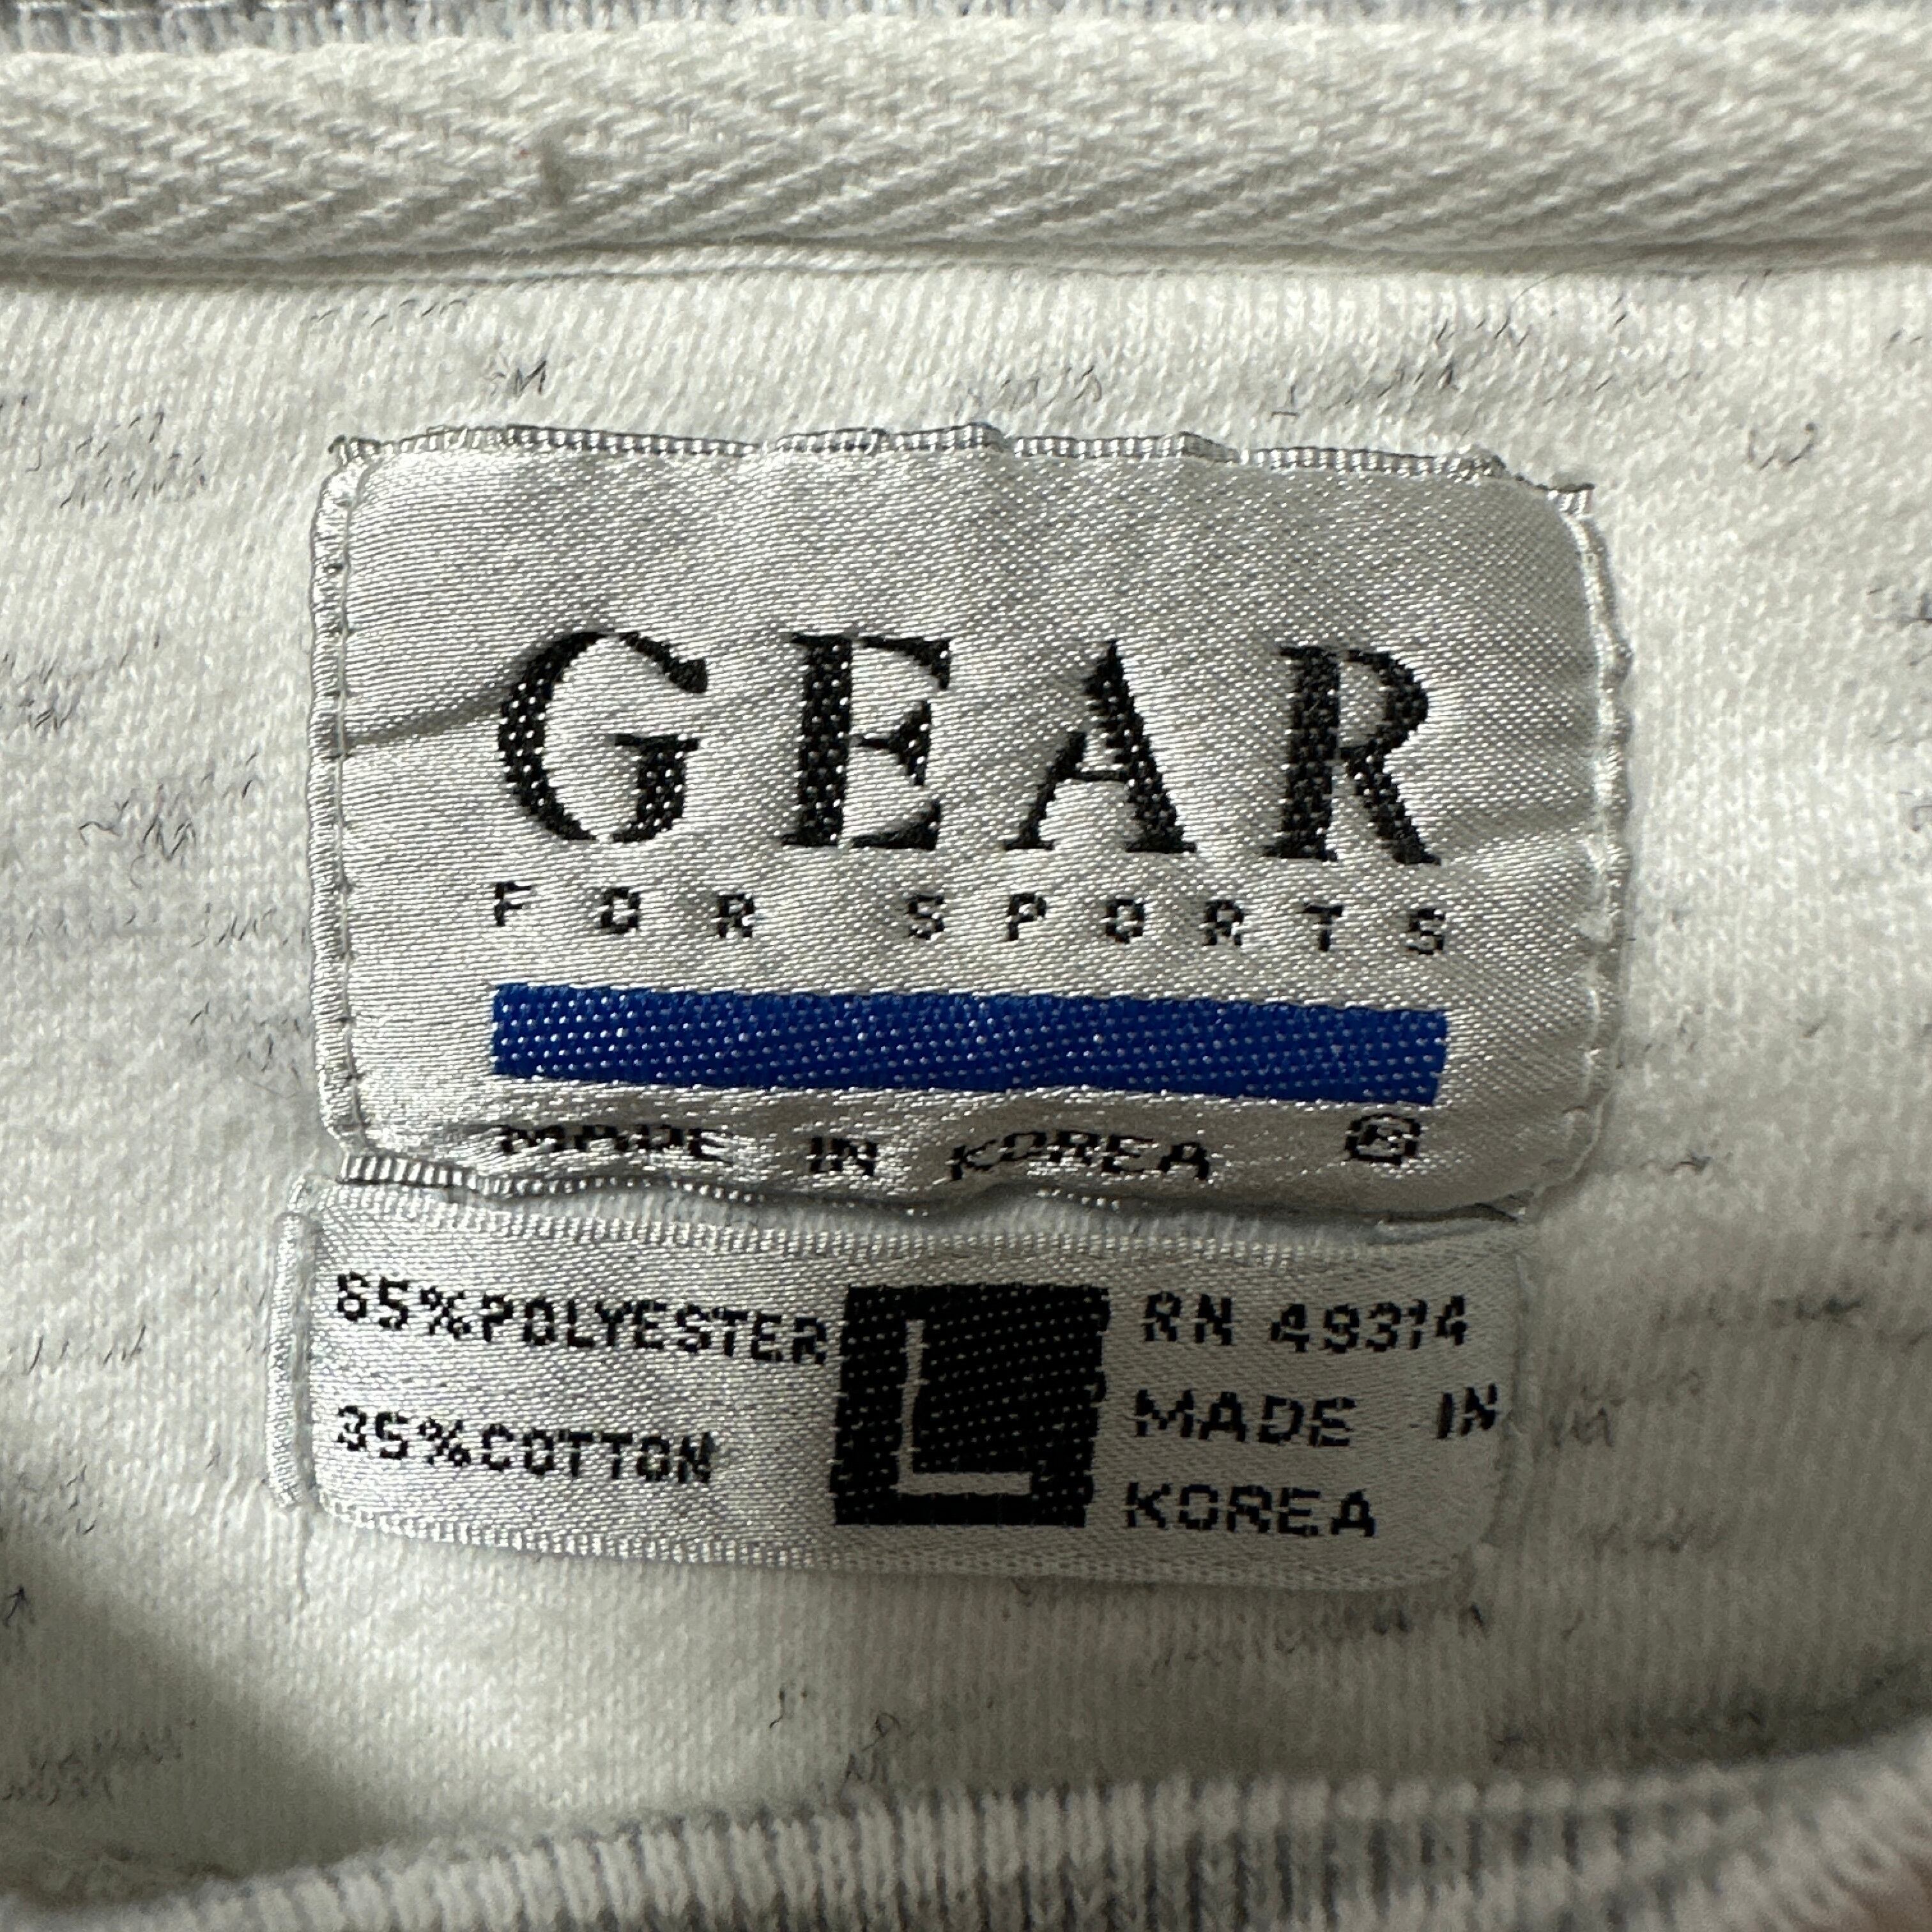 GEAR
FOR SPORTS
MADE IN KOREA ®
65%POLYESTER
35%COTTON
L
RN 49314
MADE IN
KOREA